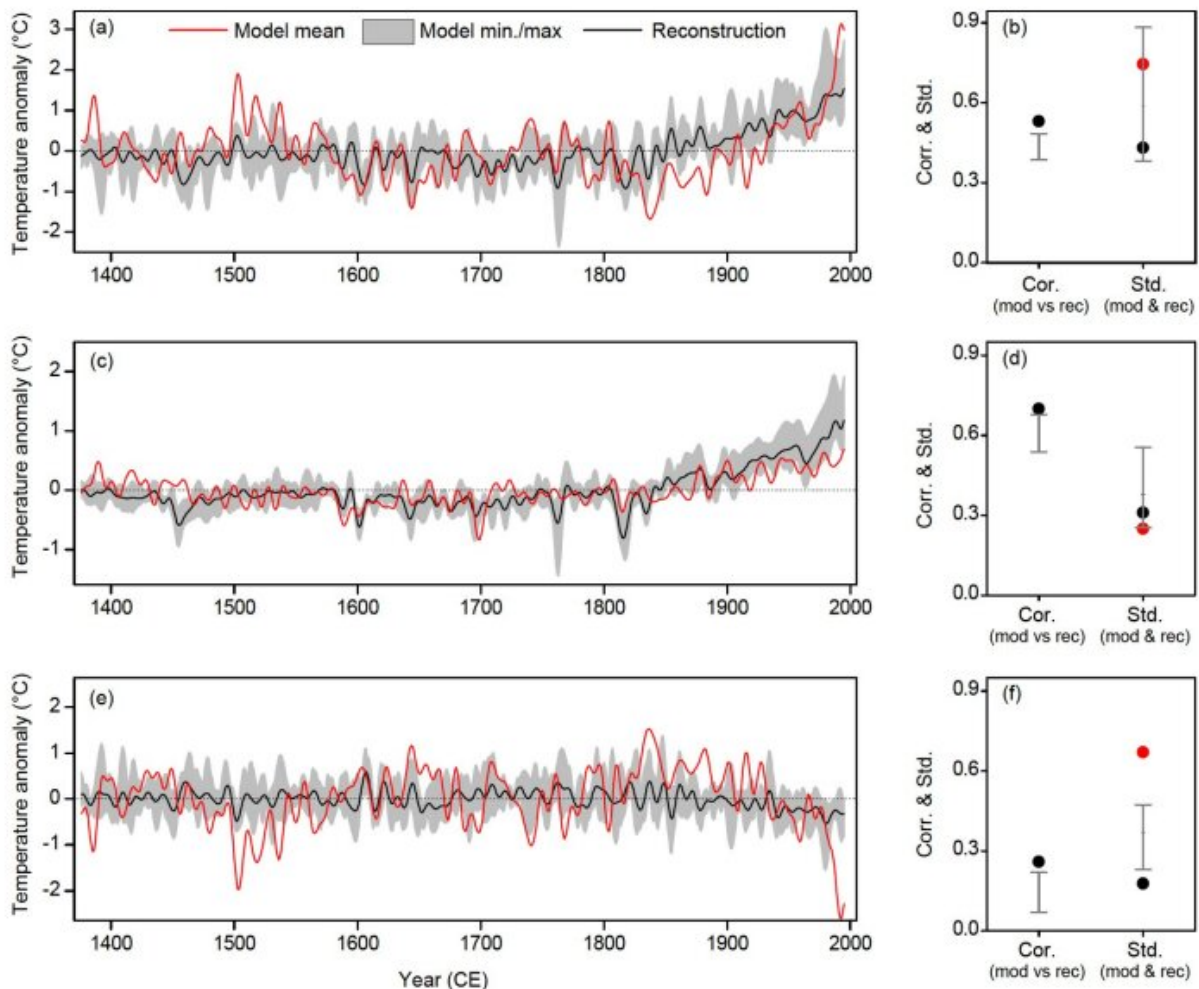 (a) Model mean Model min./max Reconstruction
Temperature anomaly (°C)
3
2
1
0
-1
-2
1400 1500 1600 1700 1800 1900 2000
(b)
Corr. & Std.
0.9
0.6
0.3
0.0
Cor. Std.
(mod vs rec) (mod & rec)
(c)
Temperature anomaly (°C)
2
1
0
-1
1400 1500 1600 1700 1800 1900 2000
(d)
Corr. & Std.
0.9
0.6
0.3
0.0
Cor. Std.
(mod vs rec) (mod & rec)
(e)
Temperature anomaly (°C)
2
1
0
-1
-2
1400 1500 1600 1700 1800 1900 2000
Year (CE)
(f)
Corr. & Std.
0.9
0.6
0.3
0.0
Cor. Std.
(mod vs rec) (mod & rec)